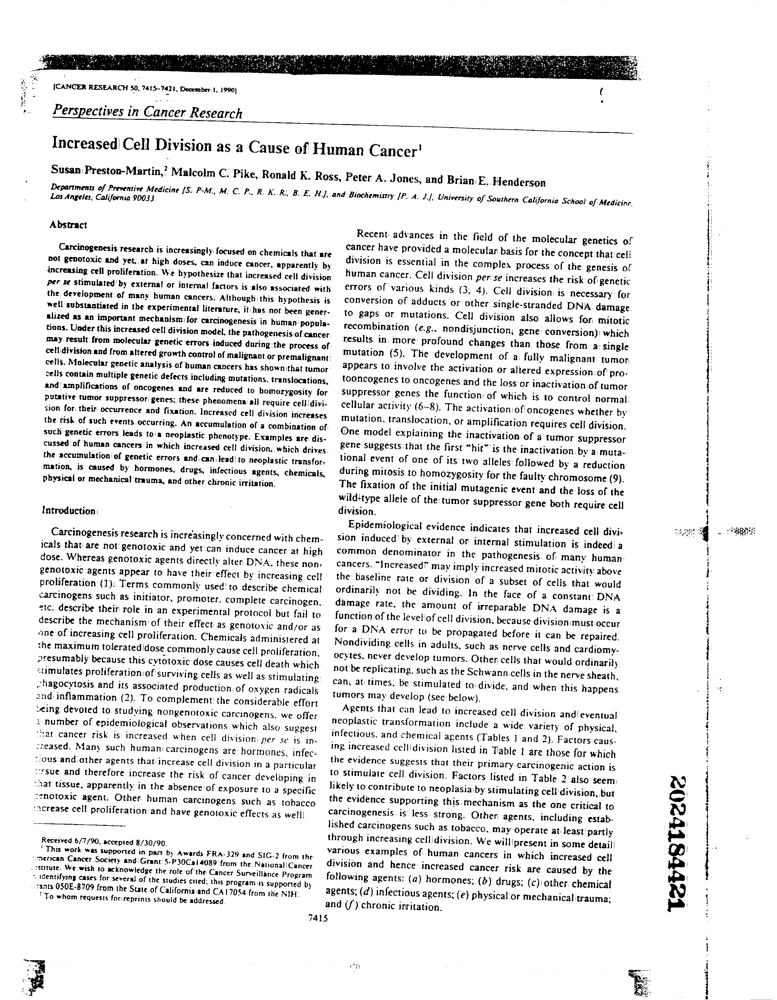 [CANCER RESEARCH 50, 7415-7421, December 1, 1990]
Perspectives in Cancer Research
Increased Cell Division as a Cause of Human Cancer¹
Susan Preston-Martin,² Malcolm C. Pike, Ronald K. Ross, Peter A. Jones, and Brian E. Henderson
Departments of Preventive Medicine [S. P-M., M. C. P., R. K. R., B. E. H.], and Biochemistry [P. A. J.], University of Southern California School of Medicine,
Los Angeles, California 90033
Abstract
Carcinogenesis research is increasingly focused on chemicals that are
not genotoxic and yet, at high doses, can induce cancer, apparently by
increasing cell proliferation. We hypothesize that increased cell division
per se stimulated by external or internal factors is also associated with
the development of many human cancers. Although this hypothesis is
well substantiated in the experimental literature, it has not been gener-
alized as an important mechanism for carcinogenesis in human popula-
tions. Under this increased cell division model, the pathogenesis of cancer
may result from molecular genetic errors induced during the process of
cell division and from altered growth control of malignant or premalignant
cells. Molecular genetic analysis of human cancers has shown that tumor
cells contain multiple genetic defects including mutations, translocations,
and amplifications of oncogenes and are reduced to homozygosity for
putative tumor suppressor genes; these phenomena all require cell divi-
sion for their occurrence and fixation. Increased cell division increases
the risk of such events occurring. An accumulation of a combination of
such genetic errors leads to a neoplastic phenotype. Examples are dis-
cussed of human cancers in which increased cell division, which drives
the accumulation of genetic errors and can lead to neoplastic transfor-
mation, is caused by hormones, drugs, infectious agents, chemicals,
physical or mechanical trauma, and other chronic irritation.
Introduction
Carcinogenesis research is increasingly concerned with chem-
icals that are not genotoxic and yet can induce cancer at high
dose. Whereas genotoxic agents directly alter DNA, these non-
genotoxic agents appear to have their effect by increasing cell
proliferation (1). Terms commonly used to describe chemical
carcinogens such as initiator, promoter, complete carcinogen,
etc. describe their role in an experimental protocol but fail to
describe the mechanism of their effect as genotoxic and/or as
one of increasing cell proliferation. Chemicals administered at
the maximum tolerated dose commonly cause cell proliferation,
presumably because this cytotoxic dose causes cell death which
stimulates proliferation of surviving cells as well as stimulating
phagocytosis and its associated production of oxygen radicals
and inflammation (2). To complement the considerable effort
being devoted to studying nongenotoxic carcinogens, we offer
a number of epidemiological observations which also suggest
that cancer risk is increased when cell division per se is in-
creased. Many such human carcinogens are hormones, infec-
tious and other agents that increase cell division in a particular
tissue and therefore increase the risk of cancer developing in
that tissue, apparently in the absence of exposure to a specific
genotoxic agent. Other human carcinogens such as tobacco
increase cell proliferation and have genotoxic effects as well.
Received 6/7/90, accepted 8/30/90.
¹ This work was supported in part by Awards FRA-329 and SIG-2 from the
American Cancer Society and Grant 5-P30Ca14089 from the National Cancer
Institute. We wish to acknowledge the role of the Cancer Surveillance Program
in identifying cases for several of the studies cited; this program is supported by
grants 050E-8709 from the State of California and CA17054 from the NIH.
² To whom requests for reprints should be addressed.
Recent advances in the field of the molecular genetics of
cancer have provided a molecular basis for the concept that cell
division is essential in the complex process of the genesis of
human cancer. Cell division per se increases the risk of genetic
errors of various kinds (3, 4). Cell division is necessary for
conversion of adducts or other single-stranded DNA damage
to gaps or mutations. Cell division also allows for mitotic
recombination (e.g., nondisjunction, gene conversion) which
results in more profound changes than those from a single
mutation (5). The development of a fully malignant tumor
appears to involve the activation or altered expression of pro-
tooncogenes to oncogenes and the loss or inactivation of tumor
suppressor genes the function of which is to control normal
cellular activity (6-8). The activation of oncogenes whether by
mutation, translocation, or amplification requires cell division.
One model explaining the inactivation of a tumor suppressor
gene suggests that the first "hit" is the inactivation by a muta-
tional event of one of its two alleles followed by a reduction
during mitosis to homozygosity for the faulty chromosome (9).
The fixation of the initial mutagenic event and the loss of the
wild-type allele of the tumor suppressor gene both require cell
division.
Epidemiological evidence indicates that increased cell divi-
sion induced by external or internal stimulation is indeed a
common denominator in the pathogenesis of many human
cancers. "Increased" may imply increased mitotic activity above
the baseline rate or division of a subset of cells that would
ordinarily not be dividing. In the face of a constant DNA
damage rate, the amount of irreparable DNA damage is a
function of the level of cell division, because division must occur
for a DNA error to be propagated before it can be repaired.
Nondividing cells in adults, such as nerve cells and cardiomy-
ocytes, never develop tumors. Other cells that would ordinarily
not be replicating, such as the Schwann cells in the nerve sheath,
can, at times, be stimulated to divide, and when this happens
tumors may develop (see below).
Agents that can lead to increased cell division and eventual
neoplastic transformation include a wide variety of physical,
infectious, and chemical agents (Tables 1 and 2). Factors caus-
ing increased cell division listed in Table 1 are those for which
the evidence suggests that their primary carcinogenic action is
to stimulate cell division. Factors listed in Table 2 also seem
likely to contribute to neoplasia by stimulating cell division, but
the evidence supporting this mechanism as the one critical to
carcinogenesis is less strong. Other agents, including estab-
lished carcinogens such as tobacco, may operate at least partly
through increasing cell division. We will present in some detail
various examples of human cancers in which increased cell
division and hence increased cancer risk are caused by the
following agents: (a) hormones; (b) drugs; (c) other chemical
agents; (d) infectious agents; (e) physical or mechanical trauma;
and (f) chronic irritation.
7415
2024184421